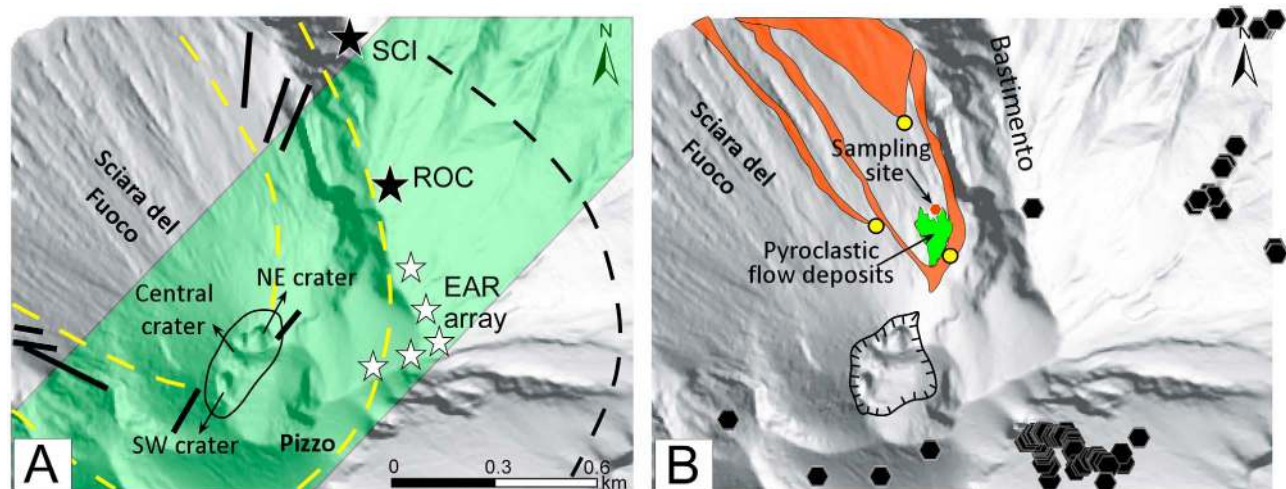 SCI
N
ROC
Sciara del
Fuoco
NE crater
Central
crater
EAR
array
SW crater
Pizzo
A
0 0.3 0.6
km
N
Bastimento
Sciara del
Fuoco
Sampling
site
Pyroclastic
flow deposits
B